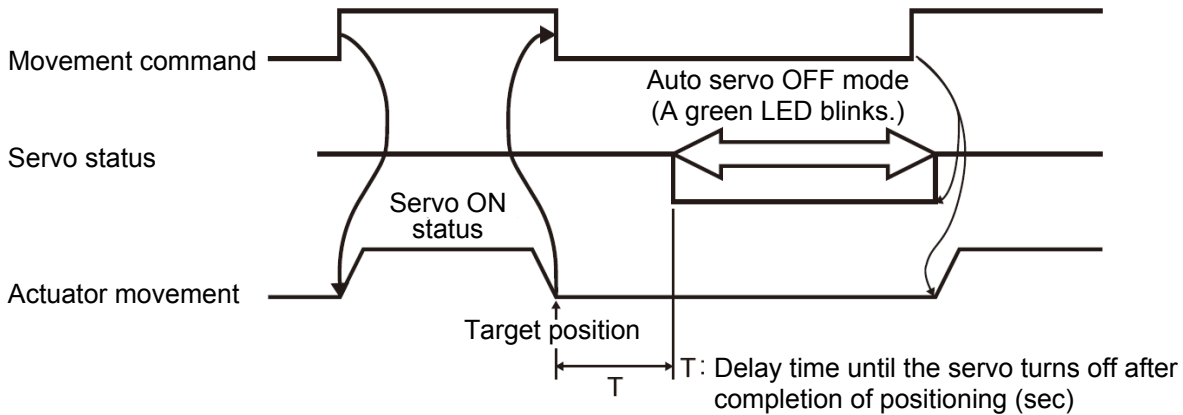 Movement command
Auto servo OFF mode
(A green LED blinks.)
Servo status
Servo ON
status
Actuator movement
Target position
T
T: Delay time until the servo turns off after
completion of positioning (sec)